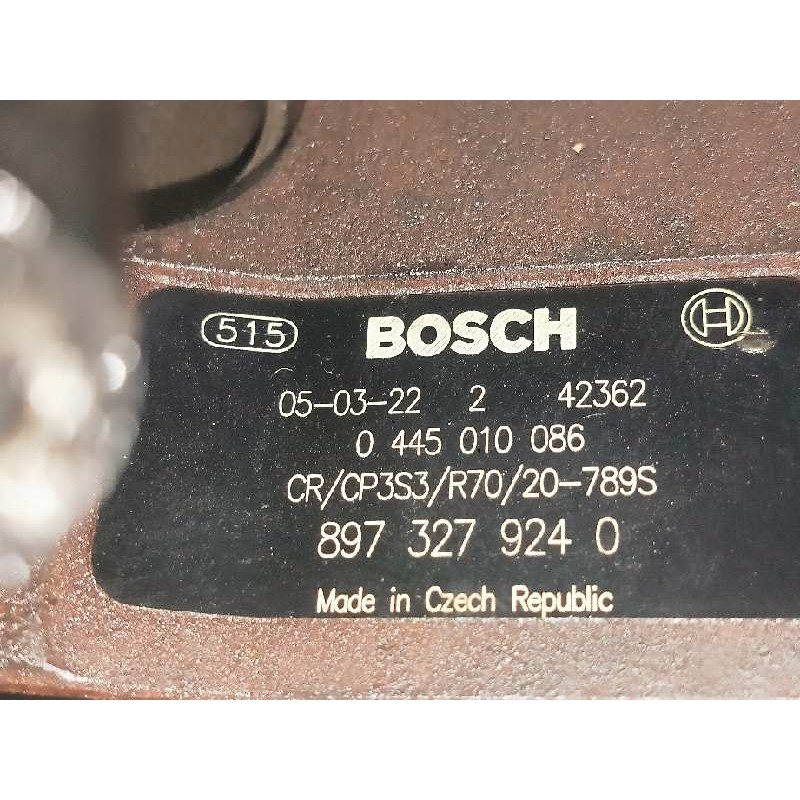 515 BOSCH
05-03-22 2 42362
0 445 010 086
CR/CP3S3/R70/20-789S
897 327 924 0
Made in Czech Republic